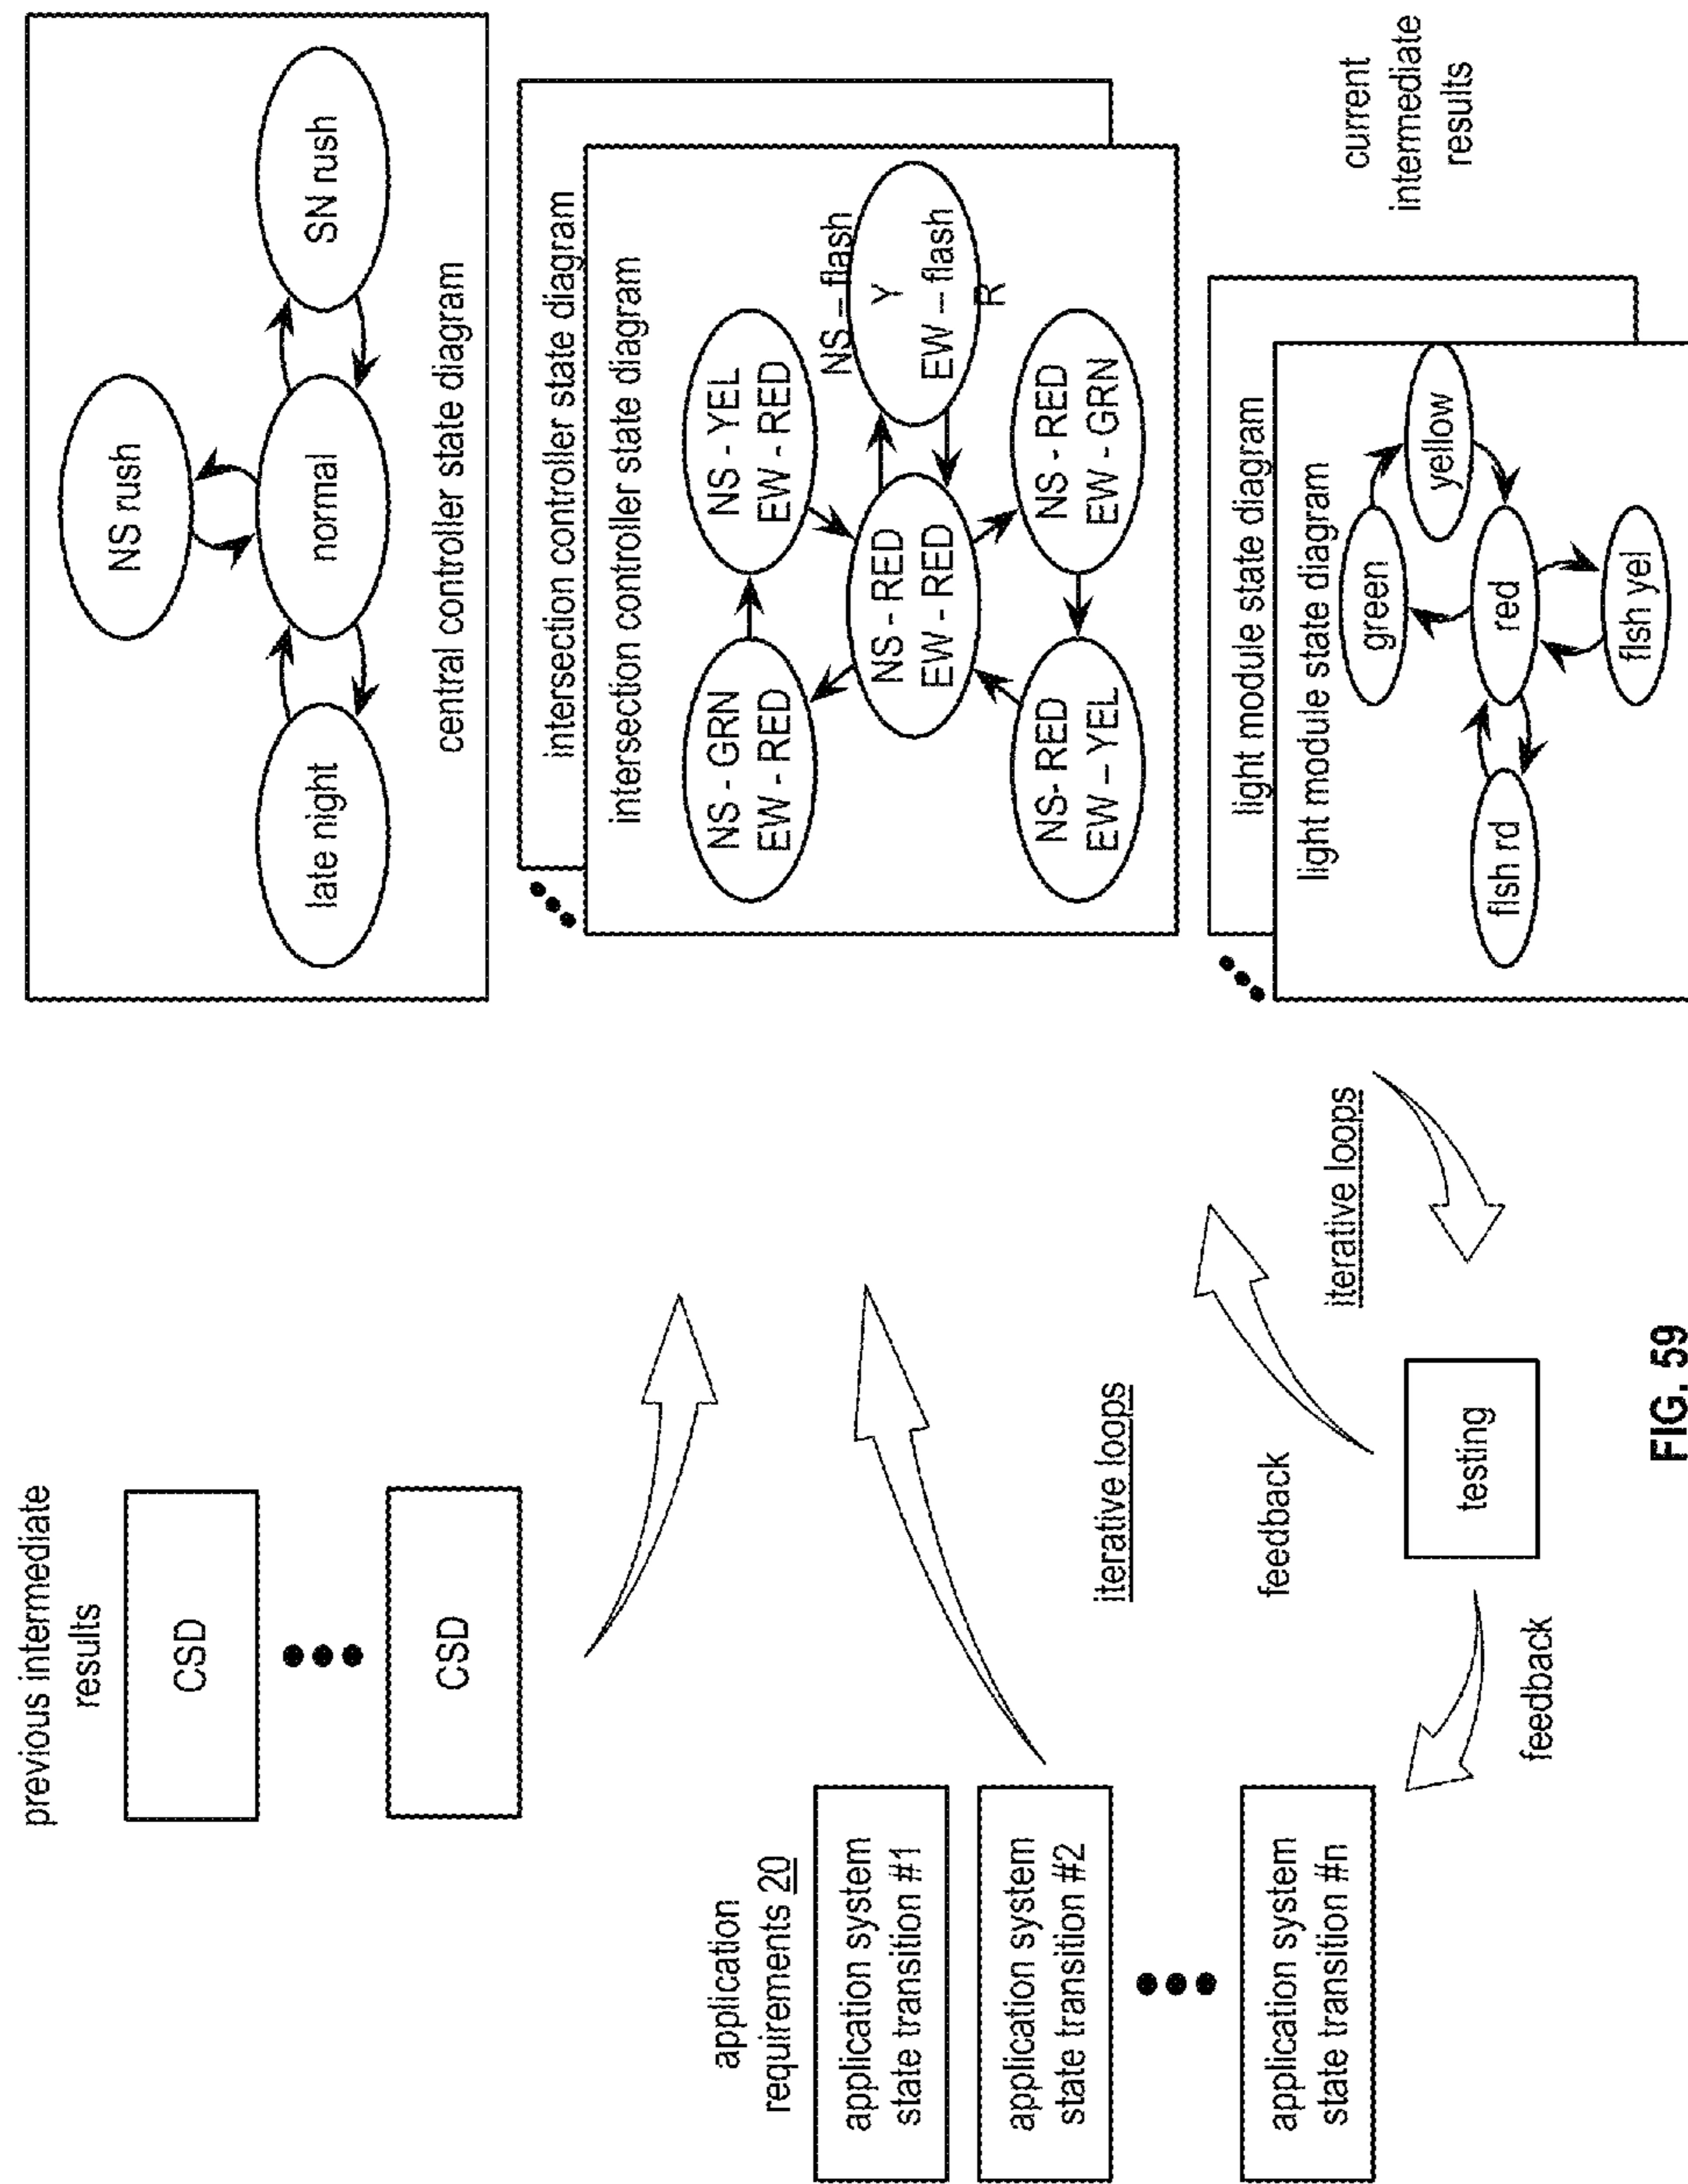 previous intermediate
results
CSD
CSD
application
requirements 20
application system
state transition #1
application system
state transition #2
application system
state transition #n
iterative loops
feedback
testing
feedback
iterative loops
NS rush
late night
normal
SN rush
central controller state diagram
intersection controller state diagram
intersection controller state diagram
NS - GRN
EW - RED
NS - YEL
EW - RED
NS - RED
EW - RED
NS – flash
Y
EW – flash
R
NS- RED
EW – YEL
NS - RED
EW - GRN
light module state diagram
light module state diagram
green
yellow
flsh rd
red
flsh yel
current
intermediate
results
FIG. 59